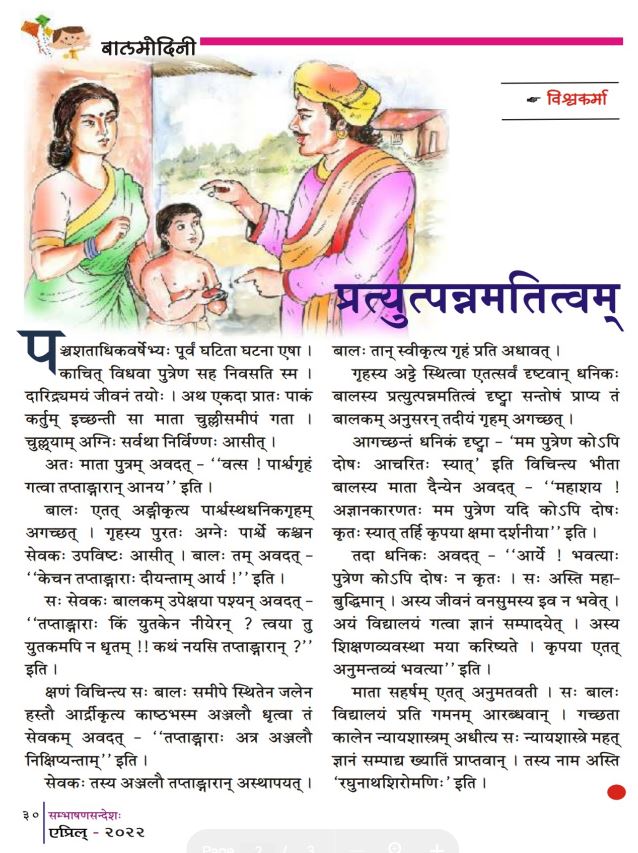 बालमोदिनी
☛ विश्वकर्मा
प्रत्युत्पन्नमतित्वम्
पञ्चशताधिकवर्षेभ्यः पूर्वं घटिता घटना एषा ।
काचित् विधवा पुत्रेण सह निवसति स्म ।
दारिद्र्यमयं जीवनं तयोः । अथ एकदा प्रातः पाकं
कर्तुम् इच्छन्ती सा माता चुल्लीसमीपं गता ।
चुल्ल्याम् अग्निः सर्वथा निर्विण्णः आसीत् ।
अतः माता पुत्रम् अवदत् - ‘‘वत्स ! पार्श्वगृहं
गत्वा तप्ताङ्गारान् आनय’’ इति ।
बालः एतत् अङ्गीकृत्य पार्श्वस्थधनिकगृहम्
अगच्छत् । गृहस्य पुरतः अग्नेः पार्श्वे कश्चन
सेवकः उपविष्टः आसीत् । बालः तम् अवदत् -
‘‘केचन तप्ताङ्गाराः दीयन्ताम् आर्य !’’ इति ।
सः सेवकः बालकम् उपेक्षया पश्यन् अवदत् -
‘‘तप्ताङ्गाराः किं युतकेन नीयेरन् ? त्वया तु
युतकमपि न धृतम् !! कथं नयसि तप्ताङ्गारान् ?’’
इति ।
क्षणं विचिन्त्य सः बालः समीपे स्थितेन जलेन
हस्तौ आर्द्रीकृत्य काष्ठभस्म अञ्जलौ धृत्वा तं
सेवकम् अवदत् - ‘‘तप्ताङ्गाराः अत्र अञ्जलौ
निक्षिप्यन्ताम्’’ इति ।
सेवकः तस्य अञ्जलौ तप्ताङ्गारान् अस्थापयत् ।
बालः तान् स्वीकृत्य गृहं प्रति अधावत् ।
गृहस्य अट्टे स्थित्वा एतत्सर्वं दृष्टवान् धनिकः
बालस्य प्रत्युत्पन्नमतित्वं दृष्ट्वा सन्तोषं प्राप्य तं
बालकम् अनुसरन् तदीयं गृहम् अगच्छत् ।
आगच्छन्तं धनिकं दृष्ट्वा - ‘मम पुत्रेण कोऽपि
दोषः आचरितः स्यात्’ इति विचिन्त्य भीता
बालस्य माता दैन्येन अवदत् - ‘‘महाशय !
अज्ञानकारणतः मम पुत्रेण यदि कोऽपि दोषः
कृतः स्यात् तर्हि कृपया क्षमा दर्शनीया’’ इति ।
तदा धनिकः अवदत् - ‘‘आर्ये ! भवत्याः
पुत्रेण कोऽपि दोषः न कृतः । सः अस्ति महा-
बुद्धिमान् । अस्य जीवनं वनसुमस्य इव न भवेत् ।
अयं विद्यालयं गत्वा ज्ञानं सम्पादयेत् । अस्य
शिक्षणव्यवस्था मया करिष्यते । कृपया एतत्
अनुमन्तव्यं भवत्या’’ इति ।
माता सहर्षम् एतत् अनुमतवती । सः बालः
विद्यालयं प्रति गमनम् आरब्धवान् । गच्छता
कालेन न्यायशास्त्रम् अधीत्य सः न्यायशास्त्रे महत्
ज्ञानं सम्पाद्य ख्यातिं प्राप्तवान् । तस्य नाम अस्ति
‘रघुनाथशिरोमणिः’ इति ।
३० सम्भाषणसन्देशः
एप्रिल् - २०२२
Page 2 / 3